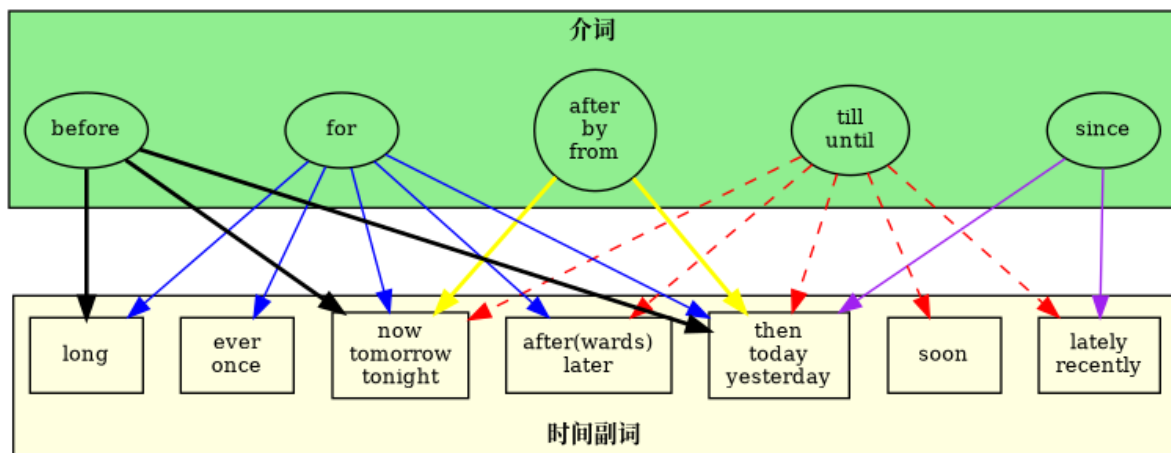 介词
before
for
after
by
from
till
until
since
long
ever
once
now
tomorrow
tonight
after(wards)
later
then
today
yesterday
soon
lately
recently
时间副词